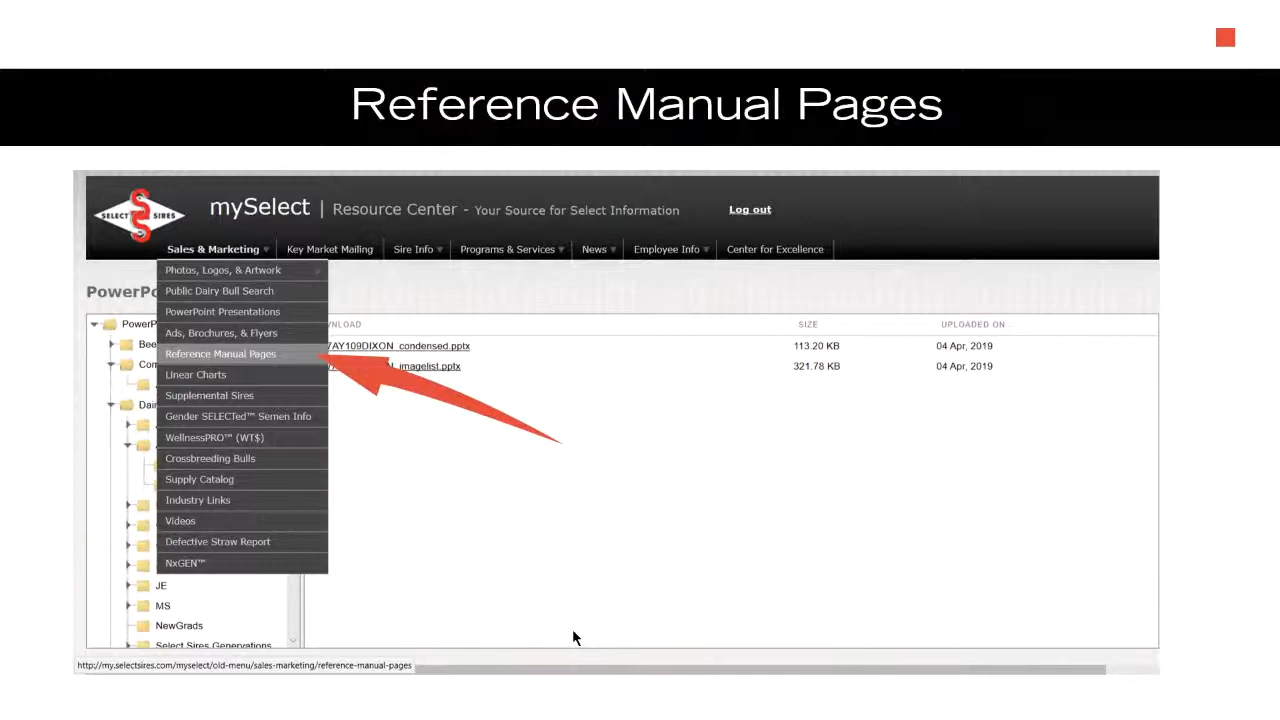 Reference Manual Pages
SELECT SIRES
mySelect | Resource Center - Your Source for Select Information
Log out
Sales & Marketing
Key Market Mailing
Sire Info
Programs & Services
News
Employee Info
Center for Excellence
Photos, Logos, & Artwork
Public Dairy Bull Search
PowerPoint Presentations
Ads, Brochures, & Flyers
Reference Manual Pages
Linear Charts
Supplemental Sires
Gender SELECTed™ Semen Info
WellnessPRO™ (WT$)
Crossbreeding Bulls
Supply Catalog
Industry Links
Videos
Defective Straw Report
NxGEN™
SIZE
UPLOADED ON
7AY109DIXON_condensed.pptx
113.20 KB
04 Apr, 2019
imagelist.pptx
321.78 KB
04 Apr, 2019
JE
MS
NewGrads
Select Sires Genervations
http://my.selectsires.com/myselect/old-menu/sales-marketing/reference-manual-pages